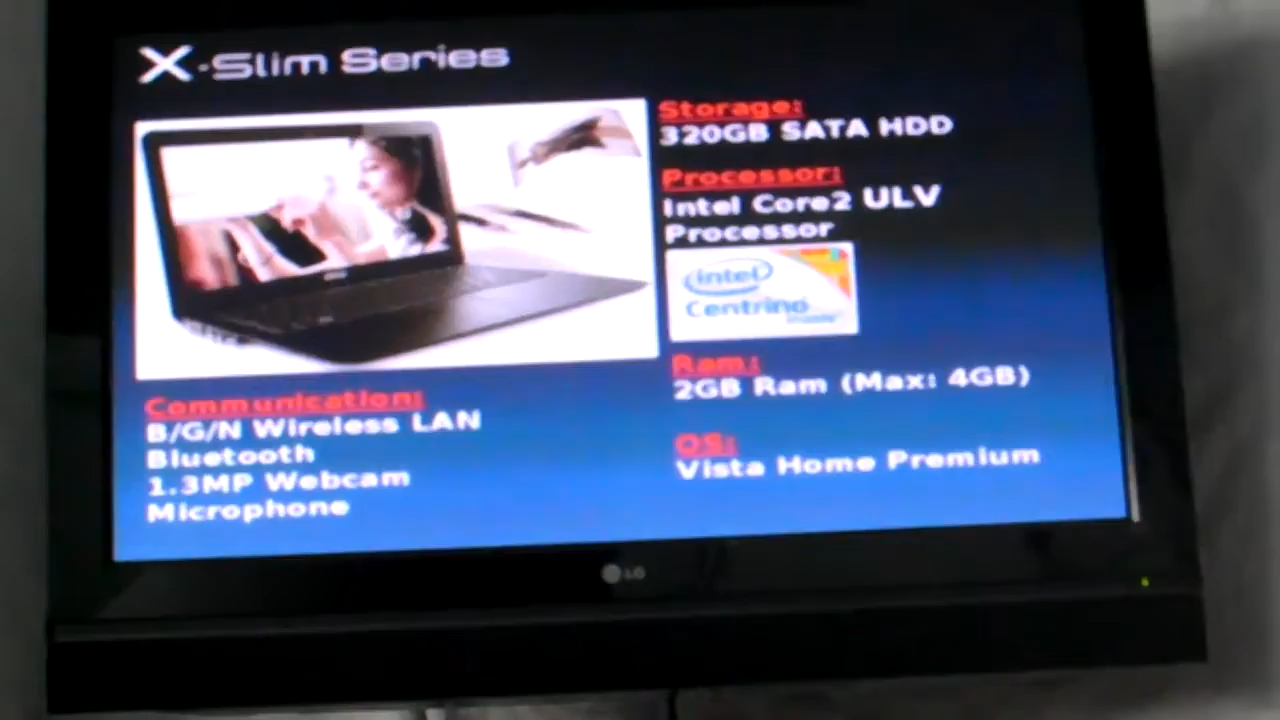 X-Slim Series
Storage:
320GB SATA HDD
Processor:
Intel Core2 ULV
Processor
intel
Centrino
inside
Ram:
2GB Ram (Max: 4GB)
OS:
Vista Home Premium
Communication:
B/G/N Wireless LAN
Bluetooth
1.3MP Webcam
Microphone
LG